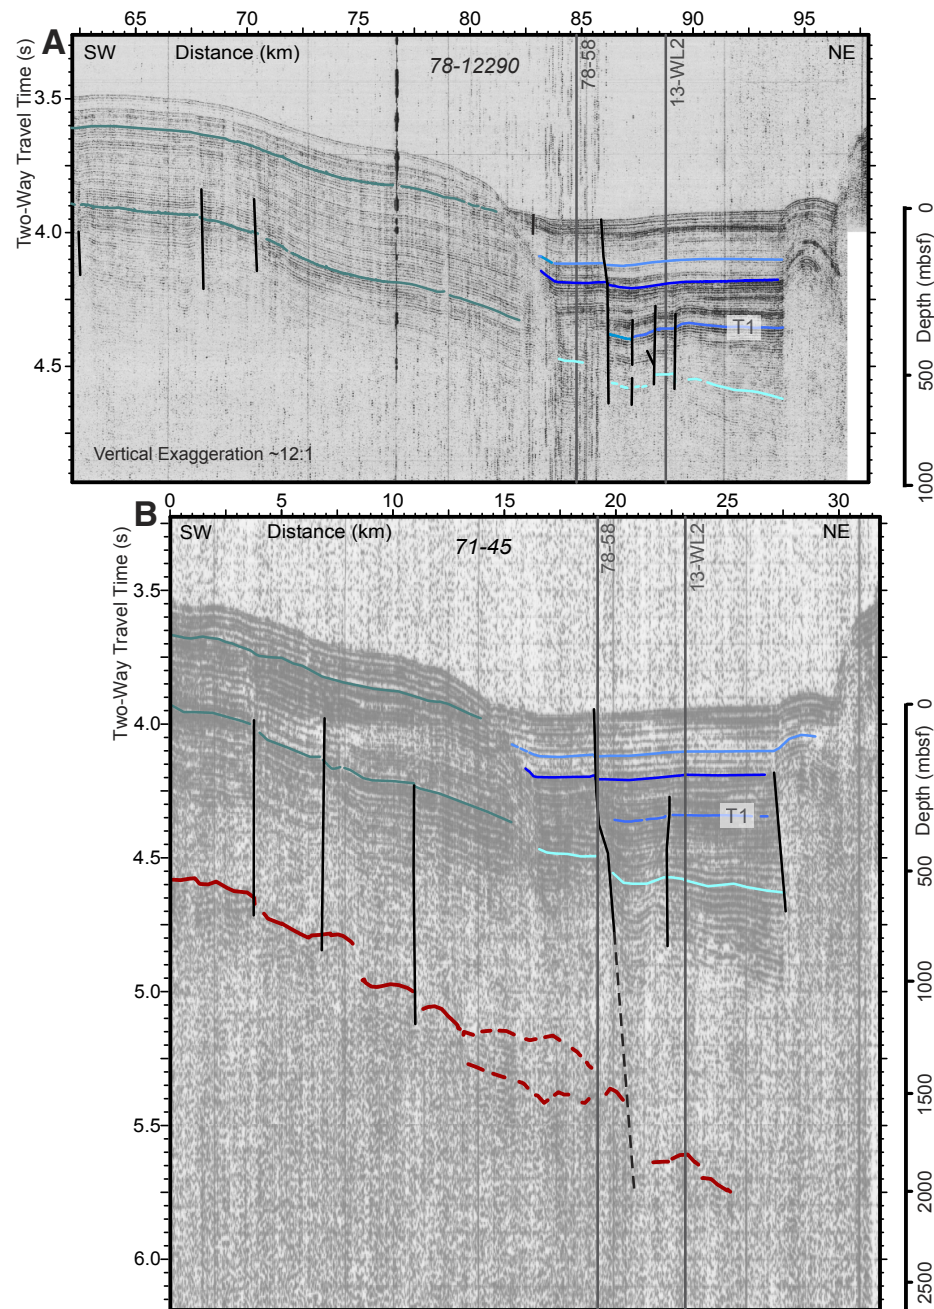 65 70 75 80 85 90 95
A SW Distance (km) 78-12290 78-58 13-WL2 NE
Two-Way Travel Time (s)
3.5
4.0
4.5
T1
Vertical Exaggeration ~12:1
0
500
1000
Depth (mbsf)
0 5 10 15 20 25 30
B SW Distance (km) 71-45 78-58 13-WL2 NE
Two-Way Travel Time (s)
3.5
4.0
4.5
5.0
5.5
6.0
T1
0
500
1000
1500
2000
2500
Depth (mbsf)